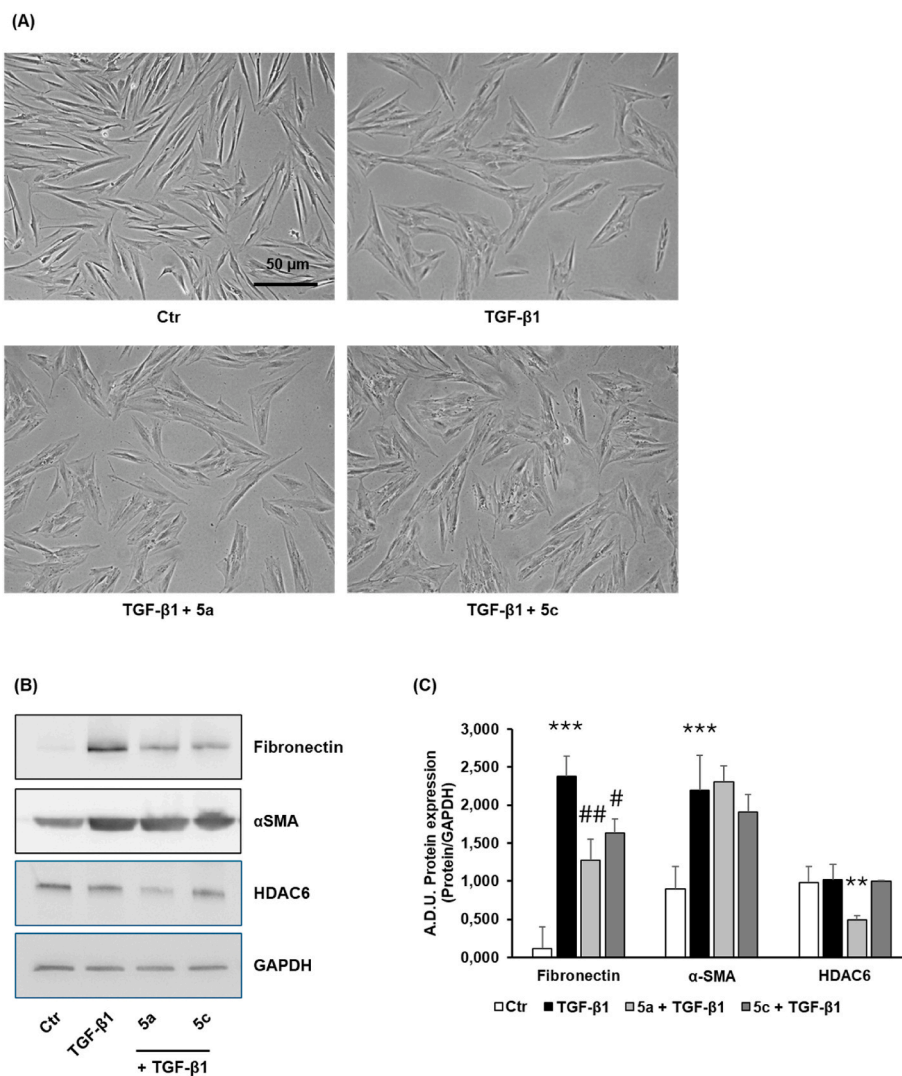 (A)
50 µm
Ctr
TGF-β1
TGF-β1 + 5a
TGF-β1 + 5c
(B)
Fibronectin
αSMA
HDAC6
GAPDH
Ctr
TGF-β1
5a
5c
+ TGF-β1
(C)
A.D.U. Protein expression
(Protein/GAPDH)
3,000
2,500
2,000
1,500
1,000
0,500
0,000
***
##
#
***
**
Fibronectin
α-SMA
HDAC6
Ctr
TGF-β1
5a + TGF-β1
5c + TGF-β1